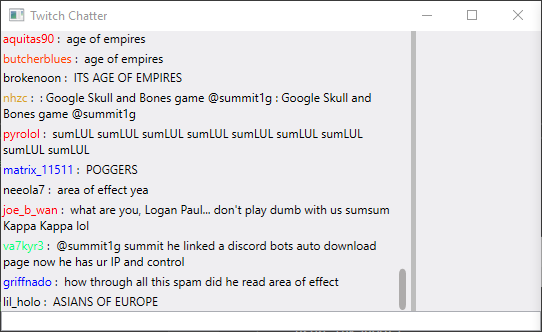 Twitch Chatter
aquitas90 : age of empires
butcherblues : age of empires
brokenoon : ITS AGE OF EMPIRES
nhzc : : Google Skull and Bones game @summit1g : Google Skull and
Bones game @summit1g
pyrolol : sumLUL sumLUL sumLUL sumLUL sumLUL sumLUL sumLUL
sumLUL sumLUL
matrix_11511 : POGGERS
neeola7 : area of effect yea
joe_b_wan : what are you, Logan Paul... don't play dumb with us sumsum
Kappa Kappa lol
va7kyr3 : @summit1g summit he linked a discord bots auto download
page now he has ur IP and control
griffnado : how through all this spam did he read area of effect
lil_holo : ASIANS OF EUROPE